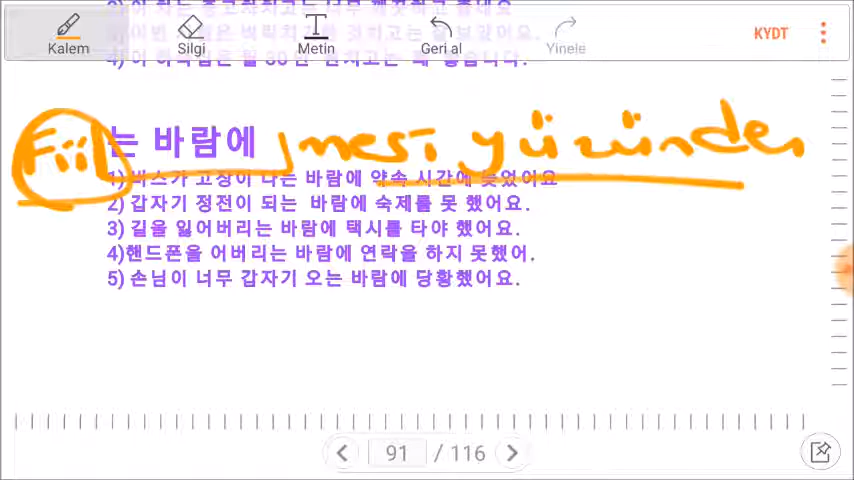 Kalem Silgi Metin Geri al Yinele KYDT
4) 이
Fiil 는 바람에 mesi yüzünden
1) 버스가 고장이 나는 바람에 약속 시간에 늦었어요
2) 갑자기 정전이 되는 바람에 숙제를 못 했어요.
3) 길을 잃어버리는 바람에 택시를 타야 했어요.
4)핸드폰을 어버리는 바람에 연락을 하지 못했어.
5) 손님이 너무 갑자기 오는 바람에 당황했어요.
91 / 116